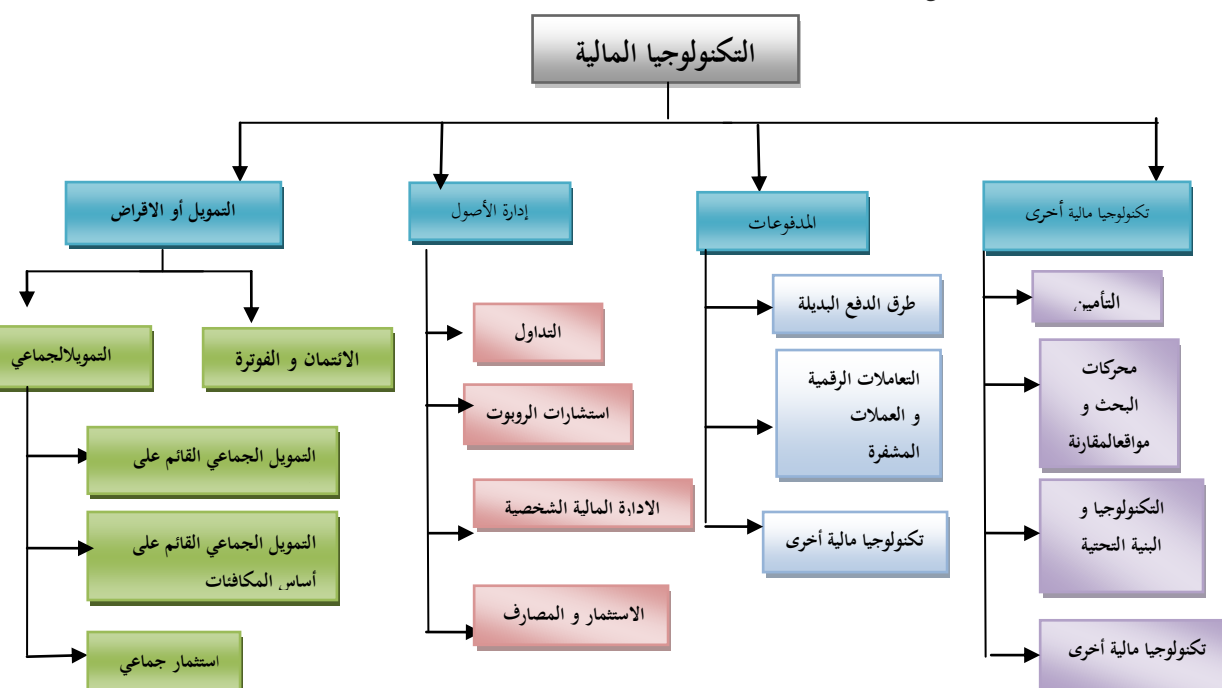 التكنولوجيا المالية
تكنولوجيا مالية أخرى
المدفوعات
إدارة الأصول
التمويل أو الاقراض
التأمين
محركات
البحث و
مواقعالمقارنة
التكنولوجيا و
البنية التحتية
تكنولوجيا مالية أخرى
طرق الدفع البديلة
التعاملات الرقمية
و العملات
المشفرة
تكنولوجيا مالية أخرى
التداول
استشارات الروبوت
الادارة المالية الشخصية
الاستثمار و المصارف
الائتمان و الفوترة
التمويلالجماعي
التمويل الجماعي القائم على
التمويل الجماعي القائم على
أساس المكافئات
استثمار جماعي